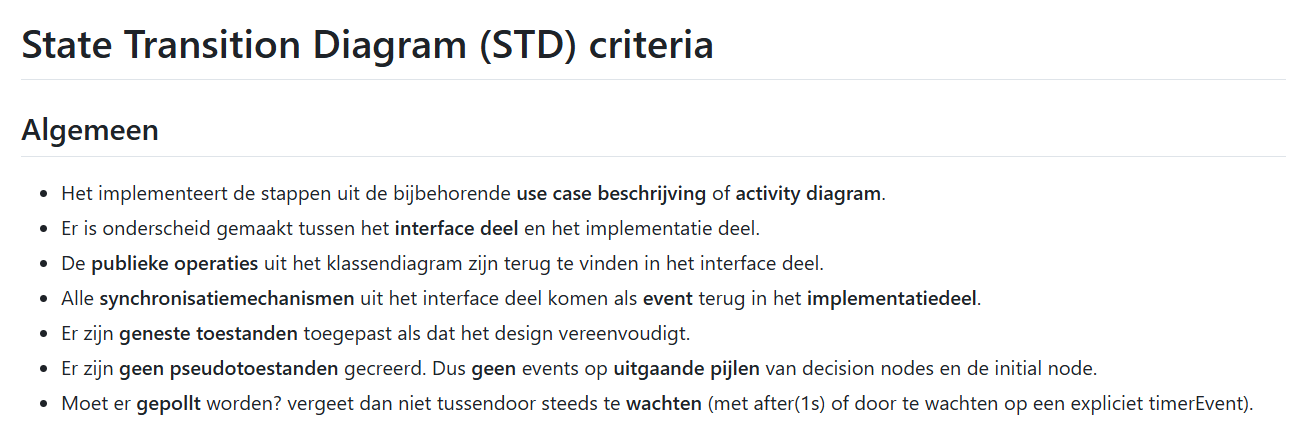 State Transition Diagram (STD) criteria
Algemeen
• Het implementeert de stappen uit de bijbehorende use case beschrijving of activity diagram.
• Er is onderscheid gemaakt tussen het interface deel en het implementatie deel.
• De publieke operaties uit het klassendiagram zijn terug te vinden in het interface deel.
• Alle synchronisatiemechanismen uit het interface deel komen als event terug in het implementatiedeel.
• Er zijn geneste toestanden toegepast als dat het design vereenvoudigt.
• Er zijn geen pseudotoestanden gecreerd. Dus geen events op uitgaande pijlen van decision nodes en de initial node.
• Moet er gepollt worden? vergeet dan niet tussendoor steeds te wachten (met after(1s) of door te wachten op een expliciet timerEvent).